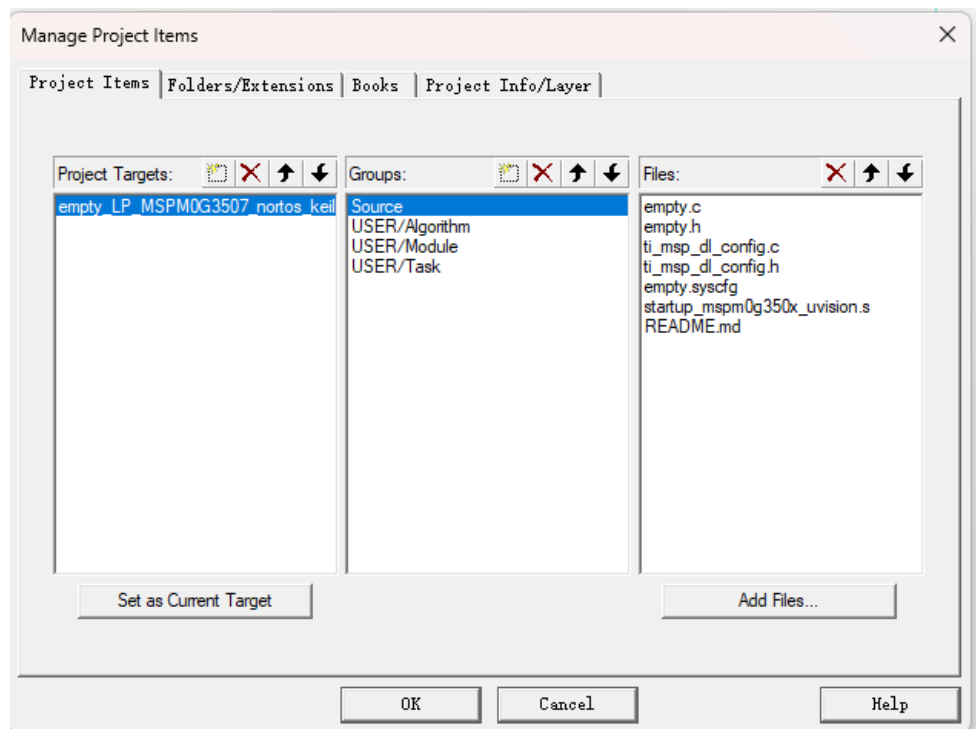 Manage Project Items
Project Items Folders/Extensions Books Project Info/Layer
Project Targets: Groups: Files:
empty_LP_MSPM0G3507_nortos_keil
Source
USER/Algorithm
USER/Module
USER/Task
empty.c
empty.h
ti_msp_dl_config.c
ti_msp_dl_config.h
empty.syscfg
startup_mspm0g350x_uvision.s
README.md
Set as Current Target Add Files...
OK Cancel Help